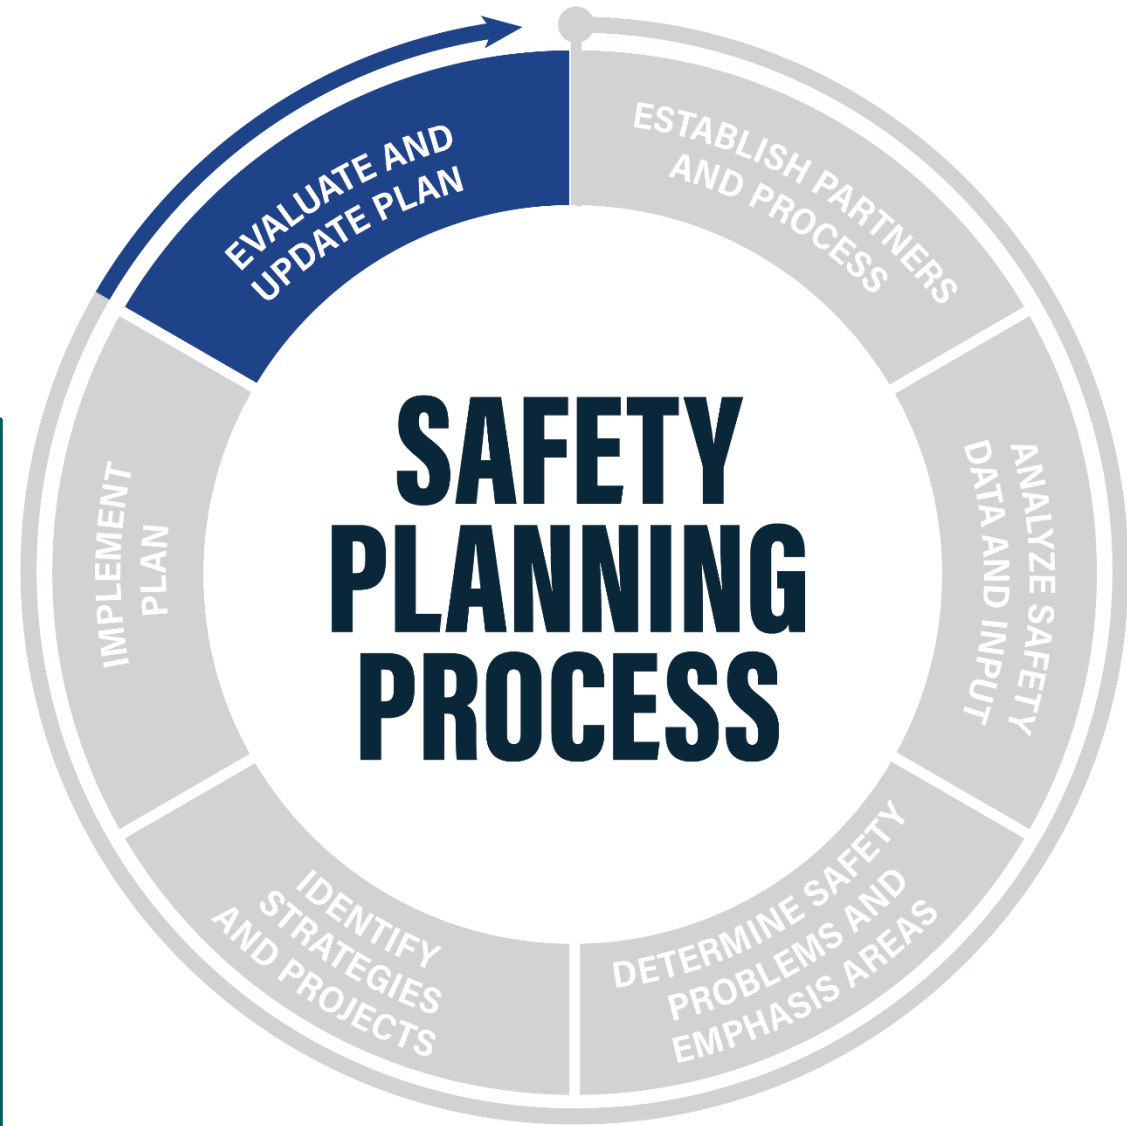 SAFETY
PLANNING
PROCESS
ESTABLISH PARTNERS
AND PROCESS
ANALYZE SAFETY
DATA AND INPUT
DETERMINE SAFETY
PROBLEMS AND
EMPHASIS AREAS
IDENTIFY
STRATEGIES
AND PROJECTS
IMPLEMENT
PLAN
EVALUATE AND
UPDATE PLAN